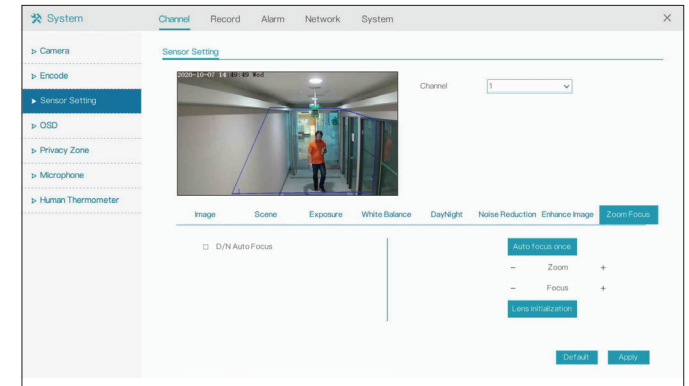 System
Channel Record Alarm Network System
Camera
Sensor Setting
Encode
2020-10-07 14:49:49 Wed
Channel 1
Sensor Setting
OSD
Privacy Zone
Microphone
Human Thermometer
Image Scene Exposure White Balance DayNight Noise Reduction Enhance Image Zoom Focus
D/N Auto Focus
Auto focus once
- Zoom +
- Focus +
Lens initialization
Default Apply